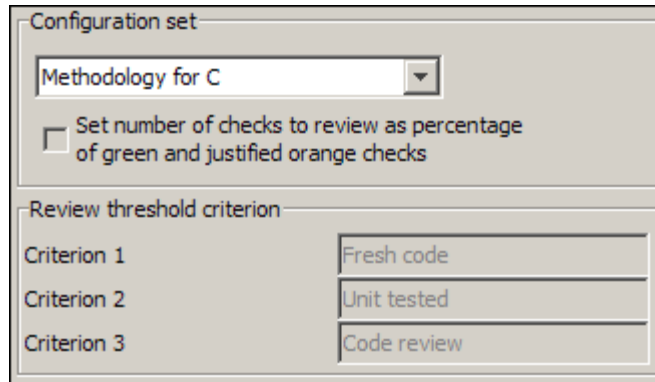 Configuration set
Methodology for C
Set number of checks to review as percentage
of green and justified orange checks
Review threshold criterion
Criterion 1 Fresh code
Criterion 2 Unit tested
Criterion 3 Code review